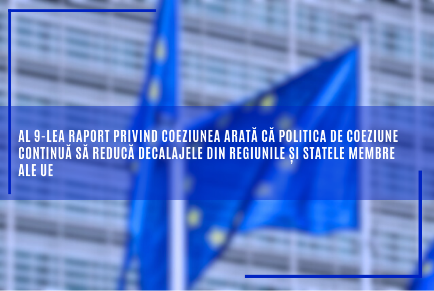 AL 9-LEA RAPORT PRIVIND COEZIUNEA ARATĂ CĂ POLITICA DE COEZIUNE
CONTINUĂ SĂ REDUCĂ DECALAJELE DIN REGIUNILE ȘI STATELE MEMBRE
ALE UE